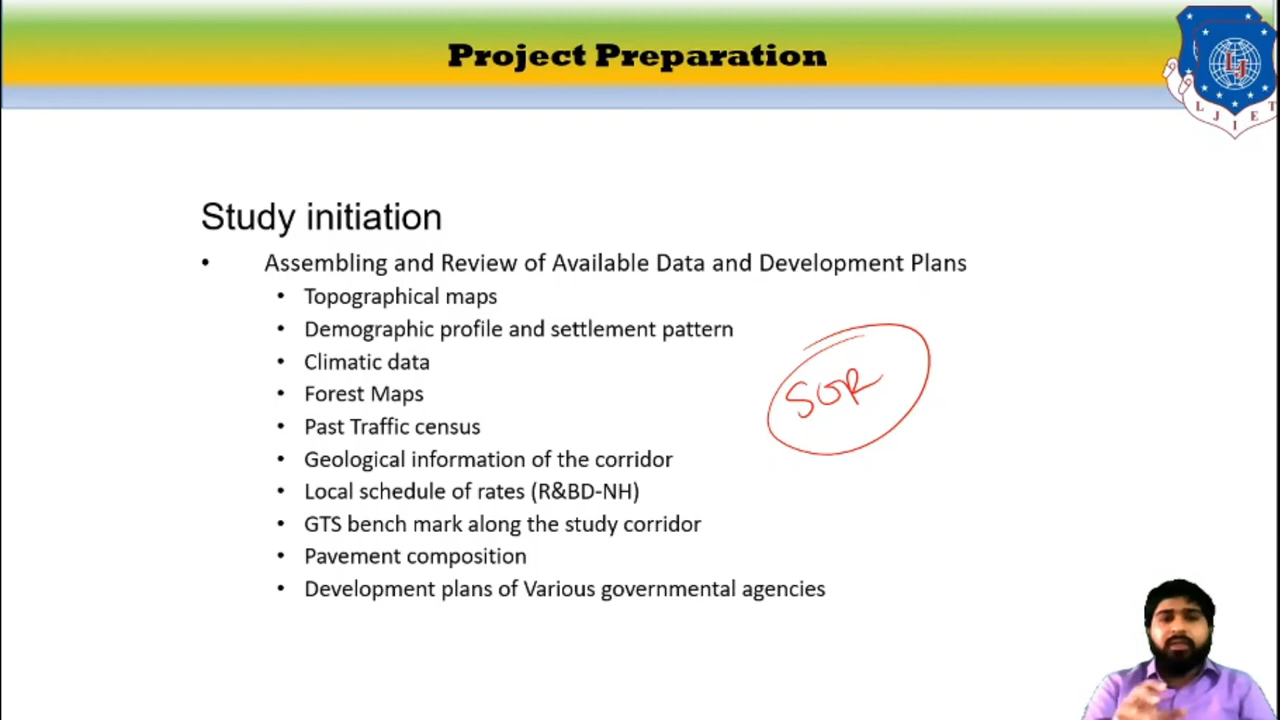 Project Preparation
LJ
L J I E T
Study initiation
• Assembling and Review of Available Data and Development Plans
• Topographical maps
• Demographic profile and settlement pattern
• Climatic data
• Forest Maps
• Past Traffic census
• Geological information of the corridor
• Local schedule of rates (R&BD-NH)
• GTS bench mark along the study corridor
• Pavement composition
• Development plans of Various governmental agencies
SOR